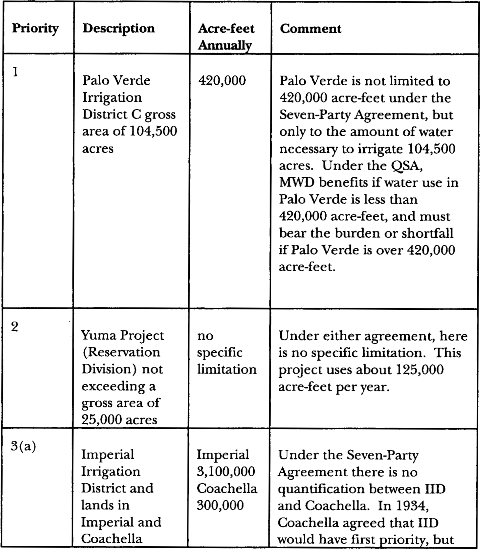 Priority
Description
Acre-feet
Annually
Comment
1
Palo Verde
Irrigation
District C gross
area of 104,500
acres
420,000
Palo Verde is not limited to
420,000 acre-feet under the
Seven-Party Agreement, but
only to the amount of water
necessary to irrigate 104,500
acres. Under the QSA,
MWD benefits if water use in
Palo Verde is less than
420,000 acre-feet, and must
bear the burden or shortfall
if Palo Verde is over 420,000
acre-feet.
2
Yuma Project
(Reservation
Division) not
exceeding a
gross area of
25,000 acres
no
specific
limitation
Under either agreement, here
is no specific limitation. This
project uses about 125,000
acre-feet per year.
3(a)
Imperial
Irrigation
District and
lands in
Imperial and
Coachella
Imperial
3,100,000
Coachella
300,000
Under the Seven-Party
Agreement there is no
quantification between IID
and Coachella. In 1934,
Coachella agreed that IID
would have first priority, but